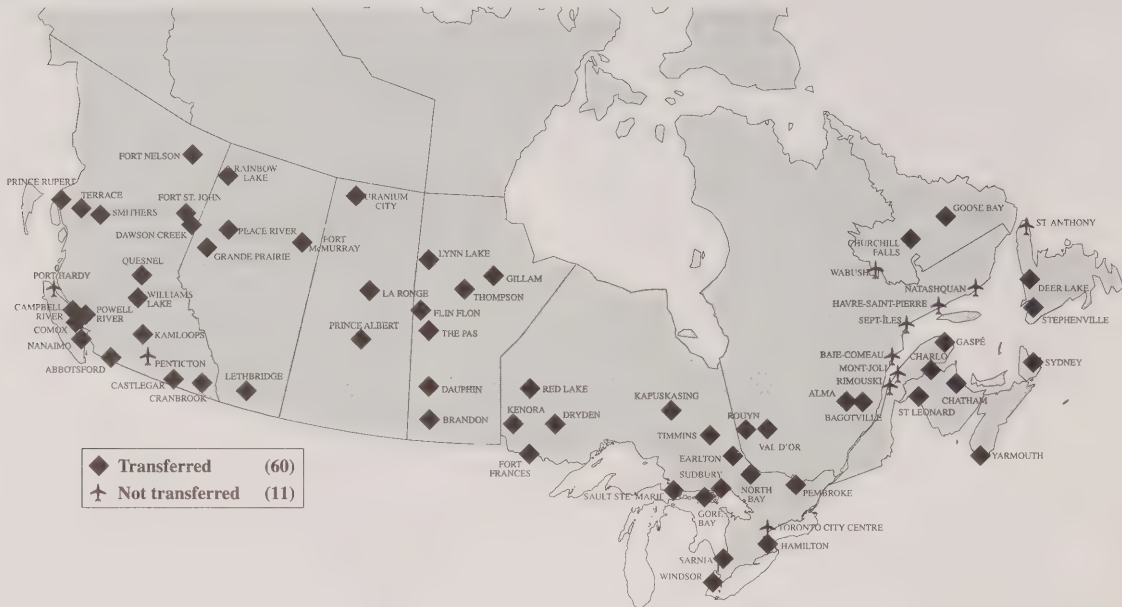 FORT NELSON
RAINBOW
LAKE
PRINCE RUPERT
TERRACE
SMITHERS
FORT ST. JOHN
DAWSON CREEK
PEACE RIVER
GRANDE PRAIRIE
FORT
McMURRAY
URANIUM
CITY
QUESNEL
PORT HARDY
WILLIAMS
LAKE
CAMPBELL
RIVER
POWELL
RIVER
COMOX
NANAIMO
KAMLOOPS
ABBOTSFORD
PENTICTON
CASTLEGAR
CRANBROOK
LETHBRIDGE
LA RONGE
PRINCE ALBERT
LYNN LAKE
GILLAM
THOMPSON
FLIN FLON
THE PAS
DAUPHIN
BRANDON
RED LAKE
KENORA
DRYDEN
FORT
FRANCES
KAPUSKASING
TIMMINS
ROUYN
VAL D'OR
EARLTON
SUDBURY
SAULT STE. MARIE
NORTH
BAY
GORE
BAY
PEMBROKE
TORONTO CITY CENTRE
HAMILTON
SARNIA
WINDSOR
GOOSE BAY
CHURCHILL
FALLS
WABUSH
ST. ANTHONY
NATASHQUAN
DEER LAKE
HAVRE-SAINT-PIERRE
STEPHENVILLE
SEPT-ÎLES
GASPÉ
BAIE-COMEAU
CHARLO
MONT-JOLI
RIMOUSKI
SYDNEY
ALMA
BAGOTVILLE
ST LEONARD
CHATHAM
YARMOUTH
Transferred (60)
Not transferred (11)